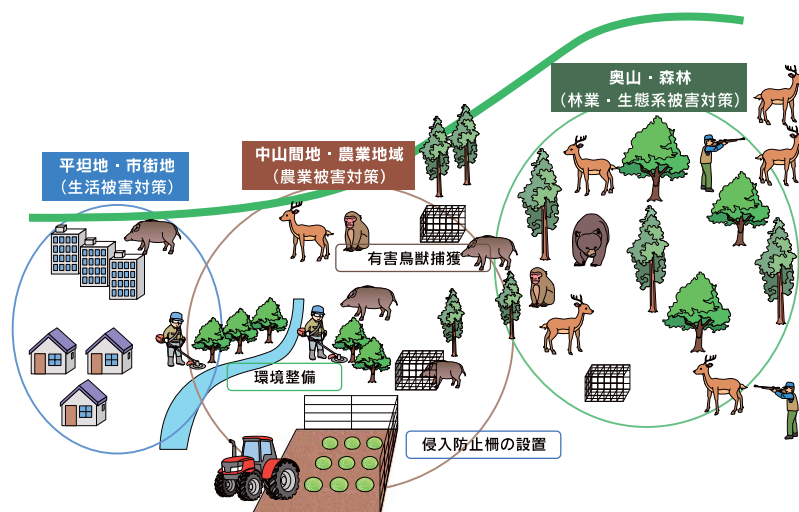 奥山・森林
（林業・生態系被害対策）
中山間地・農業地域
（農業被害対策）
平坦地・市街地
（生活被害対策）
有害鳥獣捕獲
環境整備
侵入防止柵の設置